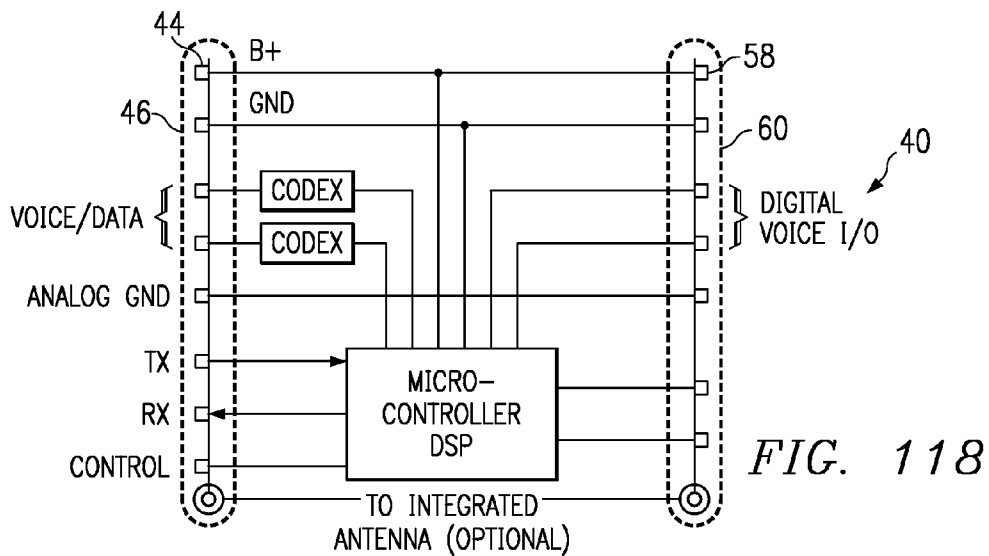 44
B+
58
46
GND
60
40
CODEX
VOICE/DATA
CODEX
DIGITAL
VOICE I/O
ANALOG GND
TX
MICRO-
CONTROLLER
DSP
RX
CONTROL
FIG. 118
TO INTEGRATED
ANTENNA (OPTIONAL)